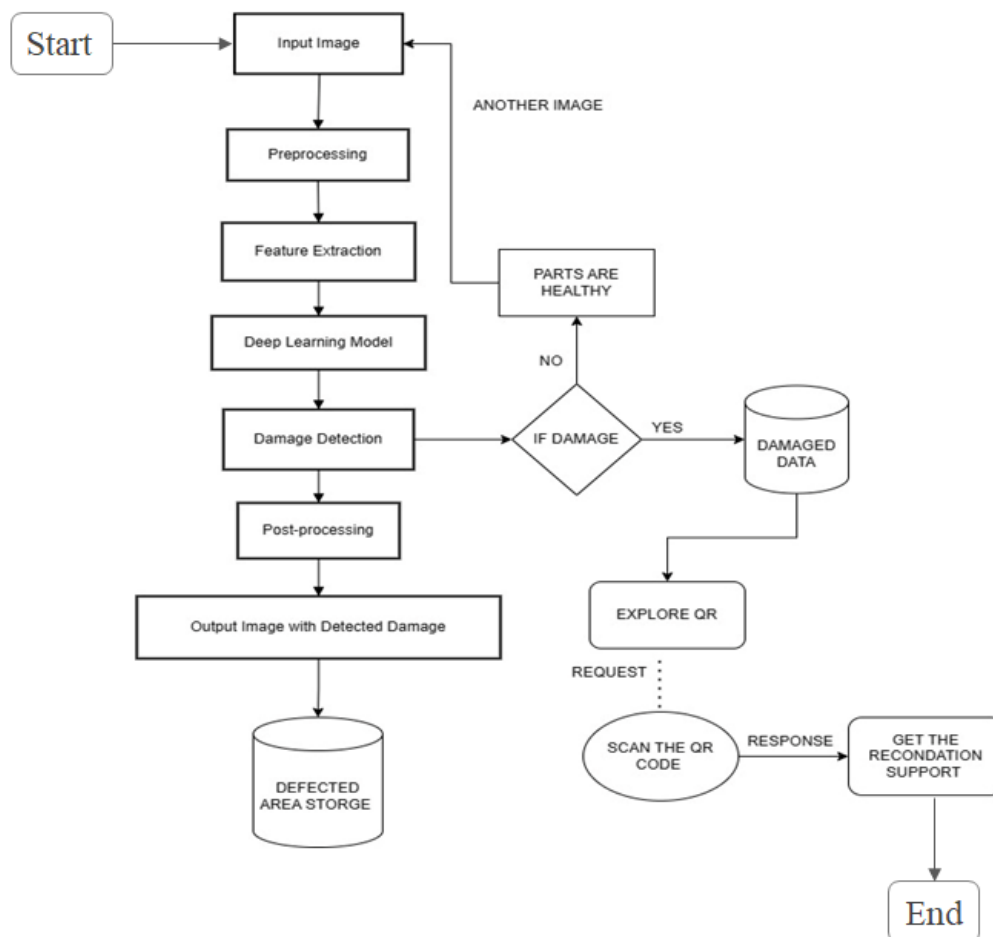 Start
Input Image
ANOTHER IMAGE
Preprocessing
Feature Extraction
PARTS ARE
HEALTHY
Deep Learning Model
NO
Damage Detection
IF DAMAGE
YES
DAMAGED
DATA
Post-processing
Output Image with Detected Damage
EXPLORE QR
REQUEST
SCAN THE QR
CODE
RESPONSE
GET THE
RECONDATION
SUPPORT
DEFECTED
AREA STORGE
End